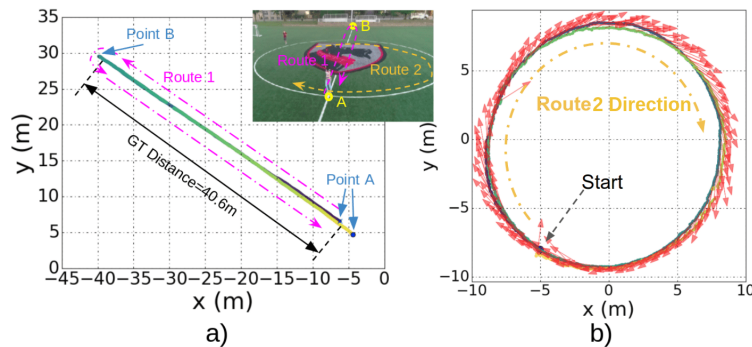 35
30
25
20
15
10
5
0
y (m)
−45
−40
−35
−30
−25
−20
−15
−10
−5
0
x (m)
Point B
Route 1
GT Distance=40.6m
Point A
B
Route 1
Route 2
A
a)
5
0
−5
−10
y (m)
−10
−5
0
5
10
x (m)
Route2 Direction
Start
b)